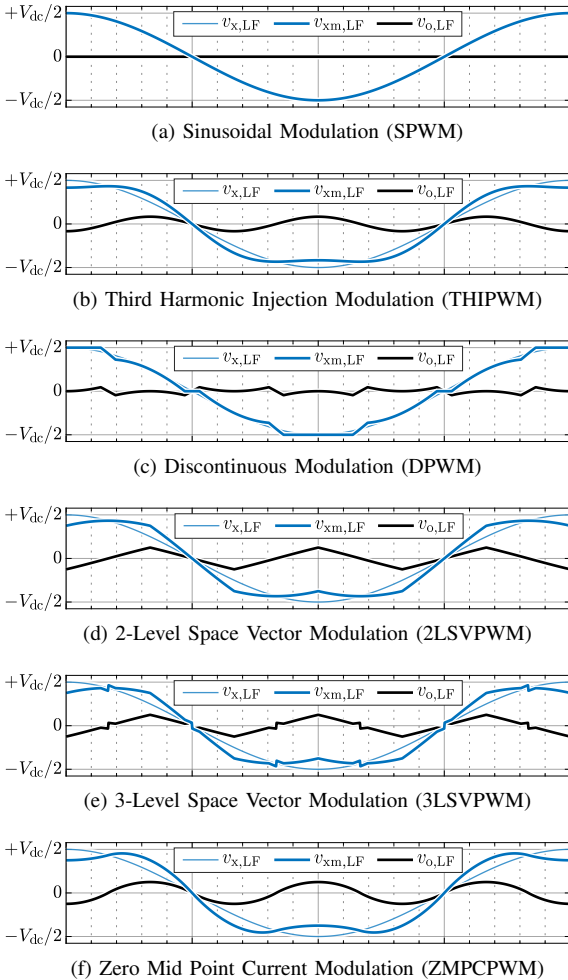 +V_dc/2
v_x,LF v_xm,LF v_o,LF
0
−V_dc/2
(a) Sinusoidal Modulation (SPWM)
+V_dc/2
v_x,LF v_xm,LF v_o,LF
0
−V_dc/2
(b) Third Harmonic Injection Modulation (THIPWM)
+V_dc/2
v_x,LF v_xm,LF v_o,LF
0
−V_dc/2
(c) Discontinuous Modulation (DPWM)
+V_dc/2
v_x,LF v_xm,LF v_o,LF
0
−V_dc/2
(d) 2-Level Space Vector Modulation (2LSVPWM)
+V_dc/2
v_x,LF v_xm,LF v_o,LF
0
−V_dc/2
(e) 3-Level Space Vector Modulation (3LSVPWM)
+V_dc/2
v_x,LF v_xm,LF v_o,LF
0
−V_dc/2
(f) Zero Mid Point Current Modulation (ZMPCPWM)